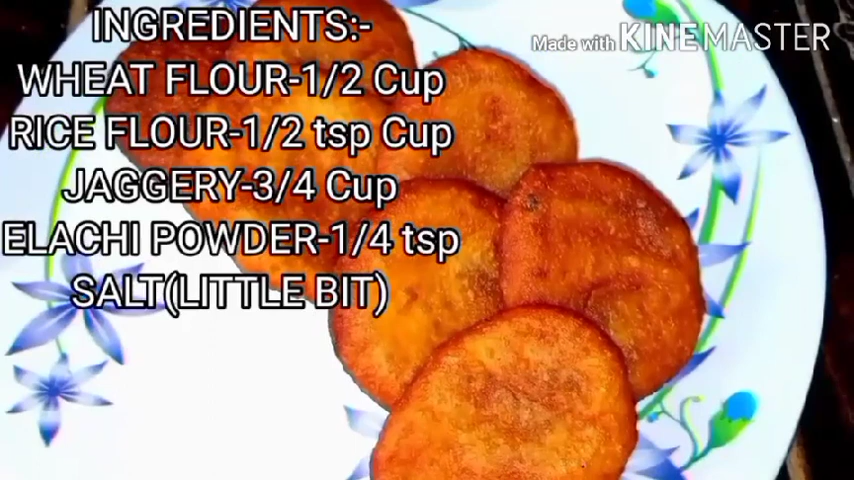 INGREDIENTS:-
WHEAT FLOUR-1/2 Cup
RICE FLOUR-1/2 tsp Cup
JAGGERY-3/4 Cup
ELACHI POWDER-1/4 tsp
SALT(LITTLE BIT)
Made with KINEMASTER